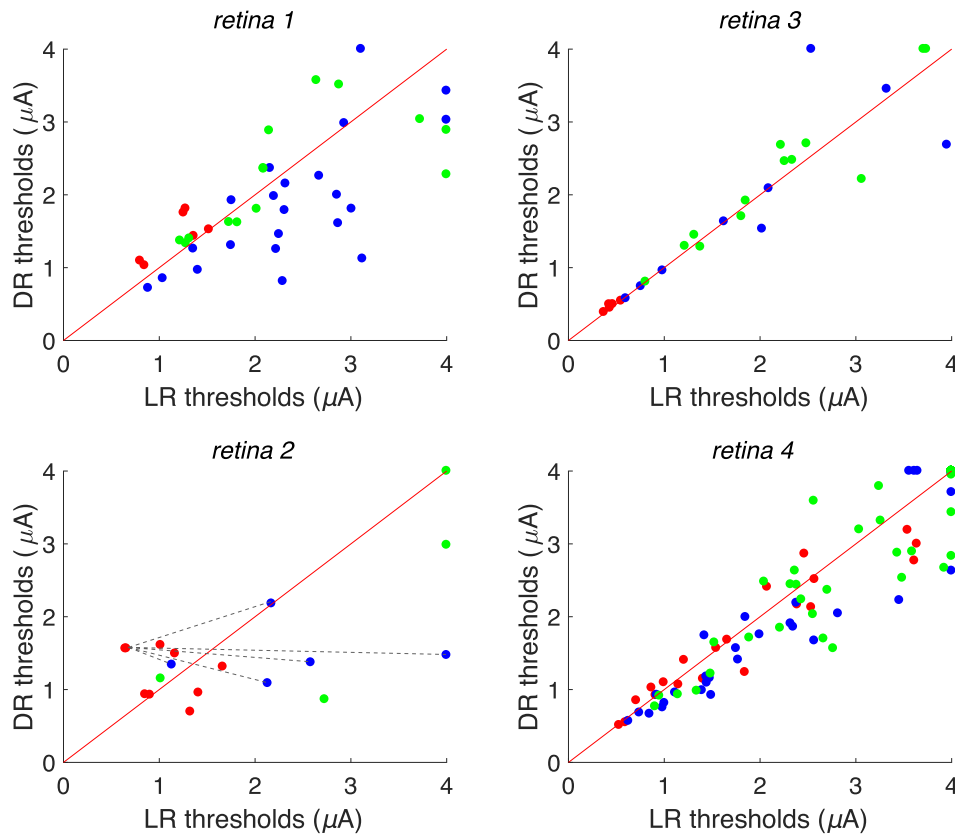 retina 1
4
3
2
1
0
DR thresholds (μA)
0 1 2 3 4
LR thresholds (μA)
retina 3
4
3
2
1
0
DR thresholds (μA)
0 1 2 3 4
LR thresholds (μA)
retina 2
4
3
2
1
0
DR thresholds (μA)
0 1 2 3 4
LR thresholds (μA)
retina 4
4
3
2
1
0
DR thresholds (μA)
0 1 2 3 4
LR thresholds (μA)